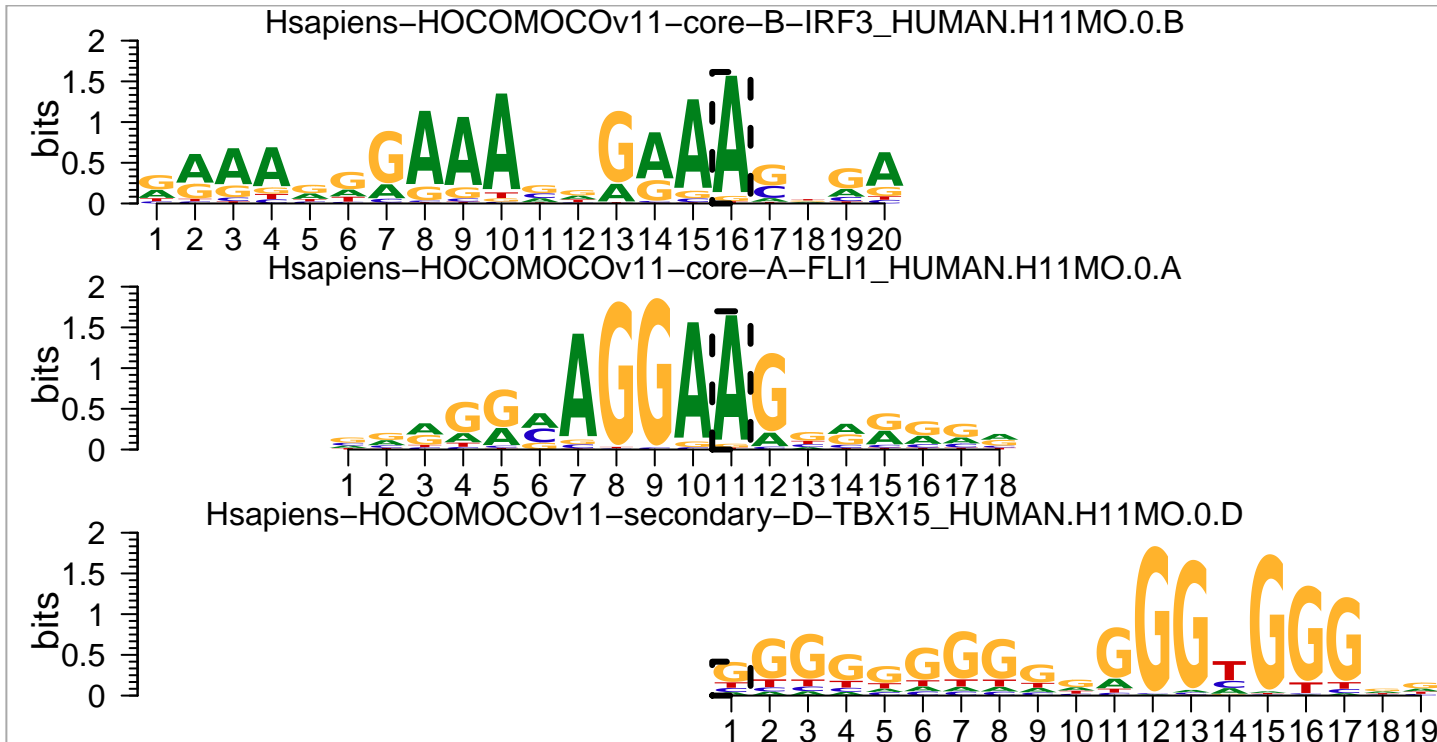 Hsapiens−HOCOMOCOv11−core−B−IRF3_HUMAN.H11MO.0.B
2
1.5
1
0.5
0
bits
1 2 3 4 5 6 7 8 9 10 11 12 13 14 15 16 17 18 19 20
Hsapiens−HOCOMOCOv11−core−A−FLI1_HUMAN.H11MO.0.A
2
1.5
1
0.5
0
bits
1 2 3 4 5 6 7 8 9 10 11 12 13 14 15 16 17 18
Hsapiens−HOCOMOCOv11−secondary−D−TBX15_HUMAN.H11MO.0.D
2
1.5
1
0.5
0
bits
1 2 3 4 5 6 7 8 9 10 11 12 13 14 15 16 17 18 19